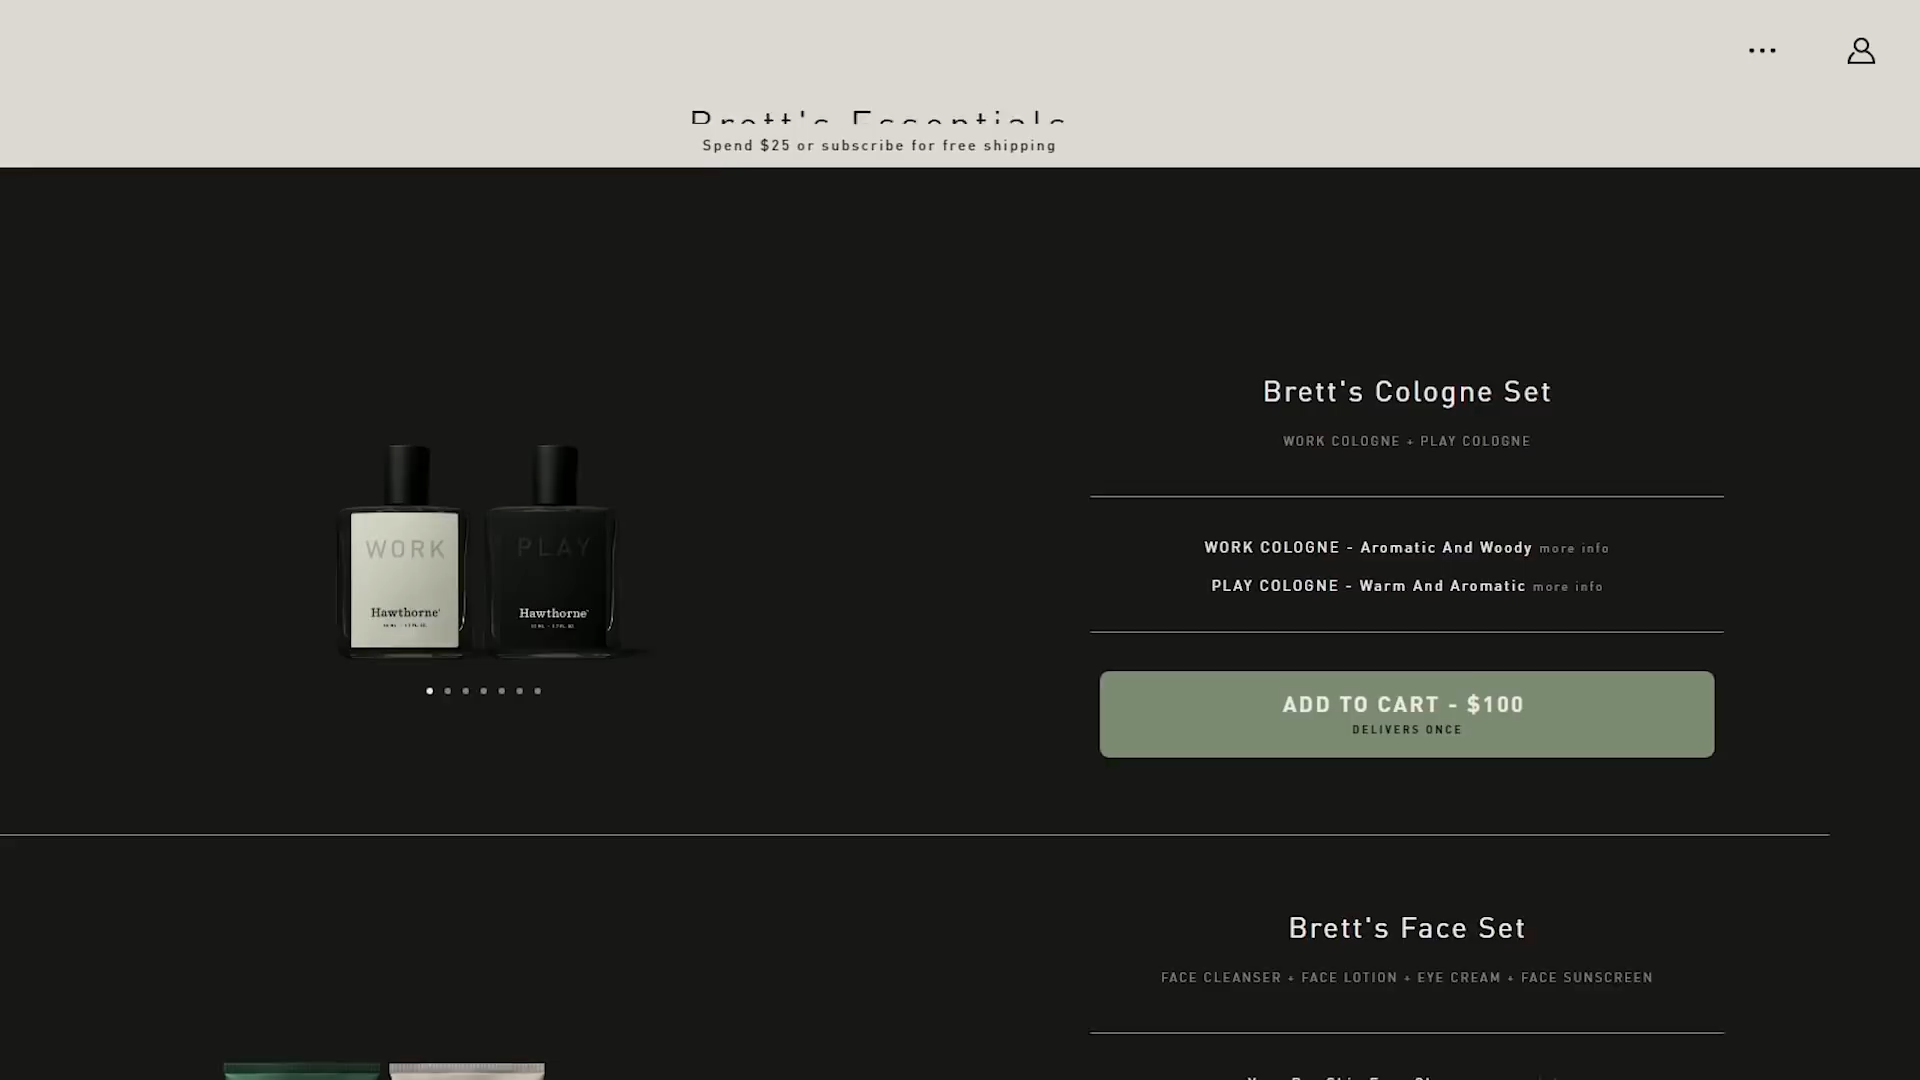 Brett's Essentials
Spend $25 or subscribe for free shipping
Brett's Cologne Set
WORK COLOGNE + PLAY COLOGNE
WORK COLOGNE - Aromatic And Woody more info
PLAY COLOGNE - Warm And Aromatic more info
WORK
Hawthorne
PLAY
Hawthorne
ADD TO CART - $100
DELIVERS ONCE
Brett's Face Set
FACE CLEANSER + FACE LOTION + EYE CREAM + FACE SUNSCREEN